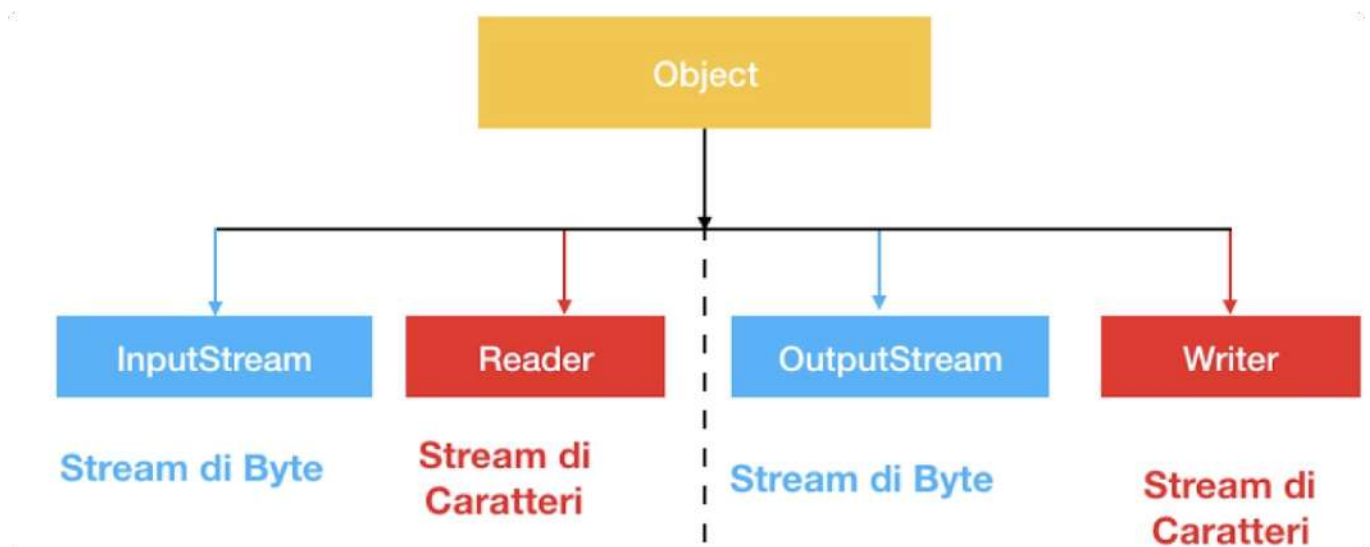 Object
InputStream
Reader
OutputStream
Writer
Stream di Byte
Stream di
Caratteri
Stream di Byte
Stream di
Caratteri